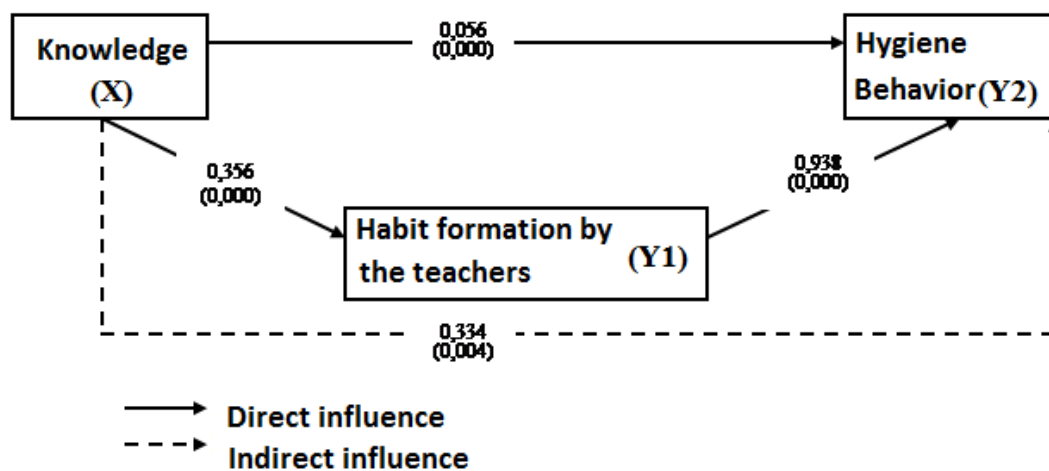 Knowledge
(X)
0,056
(0,000)
Hygiene
Behavior (Y2)
0,356
(0,000)
0,938
(0,000)
Habit formation by
the teachers (Y1)
0,334
(0,004)
Direct influence
Indirect influence